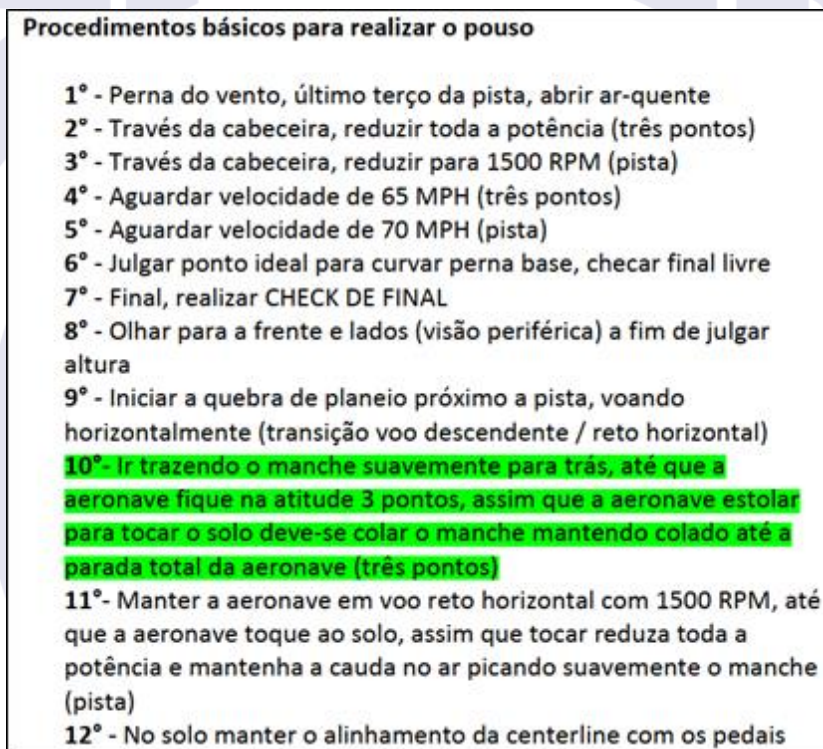 Procedimentos básicos para realizar o pouso
1° - Perna do vento, último terço da pista, abrir ar-quente
2° - Través da cabeceira, reduzir toda a potência (três pontos)
3° - Través da cabeceira, reduzir para 1500 RPM (pista)
4° - Aguardar velocidade de 65 MPH (três pontos)
5° - Aguardar velocidade de 70 MPH (pista)
6° - Julgar ponto ideal para curvar perna base, checar final livre
7° - Final, realizar CHECK DE FINAL
8° - Olhar para a frente e lados (visão periférica) a fim de julgar
altura
9° - Iniciar a quebra de planeio próximo a pista, voando
horizontalmente (transição voo descendente / reto horizontal)
10°- Ir trazendo o manche suavemente para trás, até que a
aeronave fique na atitude 3 pontos, assim que a aeronave estolar
para tocar o solo deve-se colar o manche mantendo colado até a
parada total da aeronave (três pontos)
11°- Manter a aeronave em voo reto horizontal com 1500 RPM, até
que a aeronave toque ao solo, assim que tocar reduza toda a
potência e mantenha a cauda no ar picando suavemente o manche
(pista)
12° - No solo manter o alinhamento da centerline com os pedais